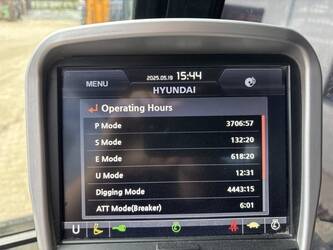 MENU
2025.05.19 15:44
HYUNDAI
Operating Hours
P Mode 3706:57
S Mode 132:20
E Mode 618:20
U Mode 12:31
Digging Mode 4443:15
ATT Mode(Breaker) 6:01
U